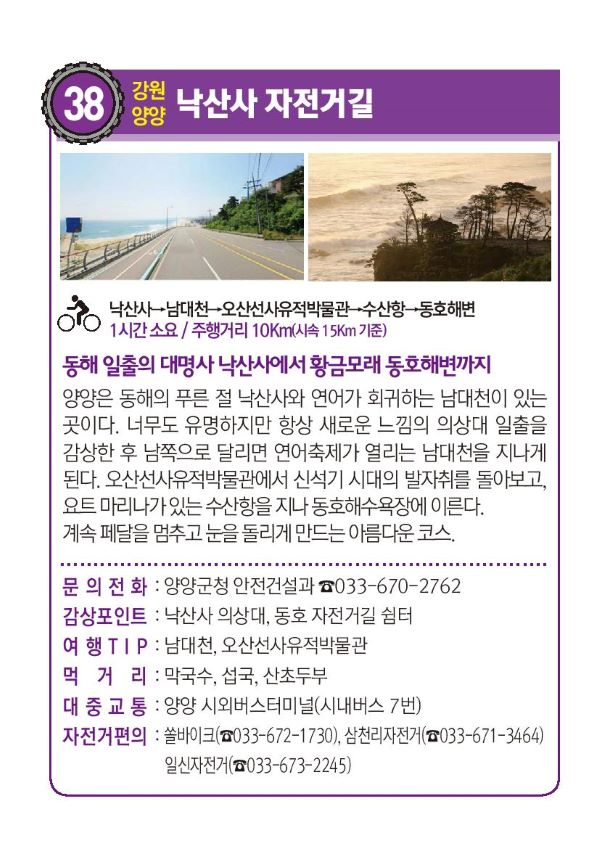 38
강원
양양
낙산사 자전거길
낙산사→남대천→오산선사유적박물관→수산항→동호해변
1시간 소요 / 주행거리 10Km(시속 15Km 기준)
동해 일출의 대명사 낙산사에서 황금모래 동호해변까지
양양은 동해의 푸른 절 낙산사와 연어가 회귀하는 남대천이 있는
곳이다. 너무도 유명하지만 항상 새로운 느낌의 의상대 일출을
감상한 후 남쪽으로 달리면 연어축제가 열리는 남대천을 지나게
된다. 오산선사유적박물관에서 신석기 시대의 발자취를 돌아보고,
요트 마리나가 있는 수산항을 지나 동호해수욕장에 이른다.
계속 페달을 멈추고 눈을 돌리게 만드는 아름다운 코스.
문 의 전 화 : 양양군청 안전건설과 ☎033-670-2762
감상포인트 : 낙산사 의상대, 동호 자전거길 쉼터
여 행 T I P : 남대천, 오산선사유적박물관
먹 거 리 : 막국수, 섭국, 산초두부
대 중 교 통 : 양양 시외버스터미널(시내버스 7번)
자전거편의 : 쏠바이크(☎033-672-1730), 삼천리자전거(☎033-671-3464)
일신자전거(☎033-673-2245)